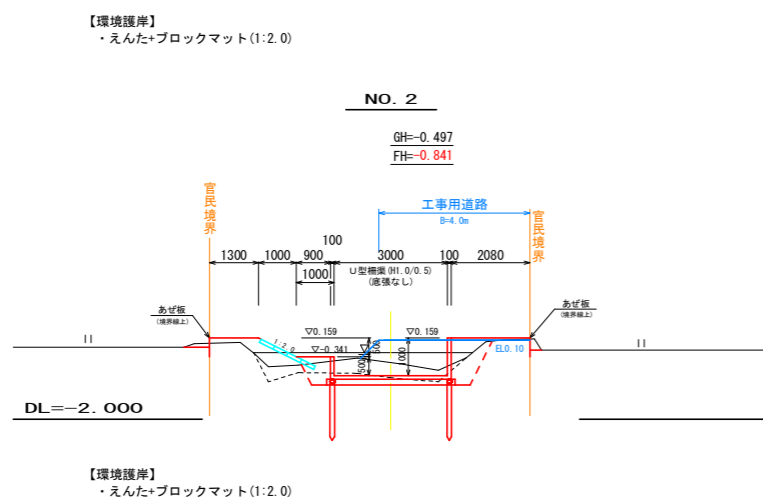 【環境護岸】
・えんた+ブロックマット(1:2.0)
NO. 2
GH=-0.497
FH=-0.841
官民境界
工事用道路
B=4.0m
官民境界
100
1300 1000 900 3000 100 2080
1000 U型柵渠(H1.0/0.5)
(底張なし)
あぜ板
(境界線上)
あぜ板
(境界線上)
▽0.159 ▽0.159
1:2.0
▽-0.341
500
EL0.10
DL=-2.000
【環境護岸】
・えんた+ブロックマット(1:2.0)